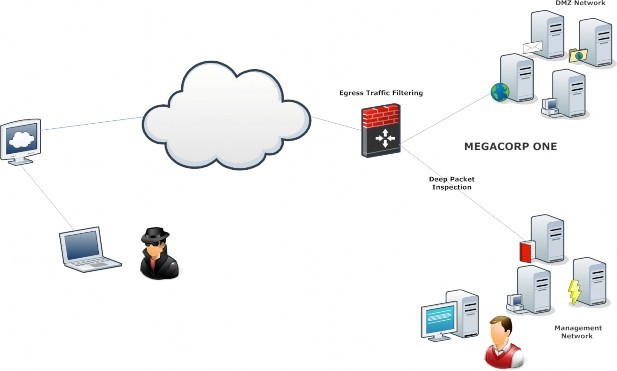 DMZ Network
Egress Traffic Filtering
MEGACORP ONE
Deep Packet
Inspection
Management
Network